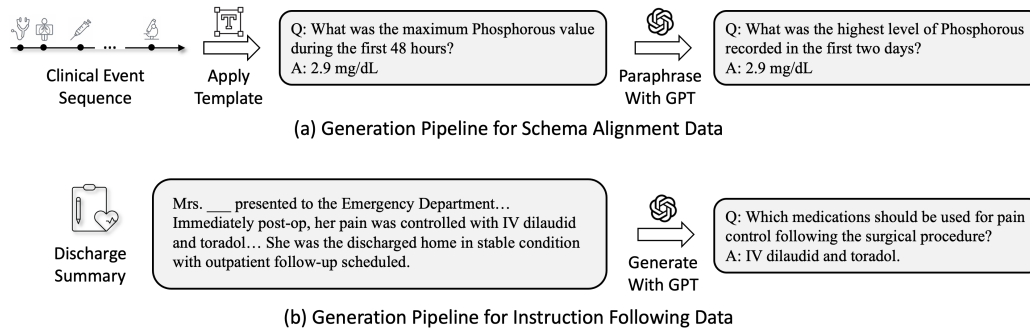 T
Q: What was the maximum Phosphorous value
during the first 48 hours?
A: 2.9 mg/dL
Q: What was the highest level of Phosphorous
recorded in the first two days?
A: 2.9 mg/dL
...
Clinical Event
Sequence
Apply
Template
Paraphrase
With GPT
(a) Generation Pipeline for Schema Alignment Data
Discharge
Summary
Mrs. ___ presented to the Emergency Department…
Immediately post-op, her pain was controlled with IV dilaudid
and toradol… She was the discharged home in stable condition
with outpatient follow-up scheduled.
Generate
With GPT
Q: Which medications should be used for pain
control following the surgical procedure?
A: IV dilaudid and toradol.
(b) Generation Pipeline for Instruction Following Data